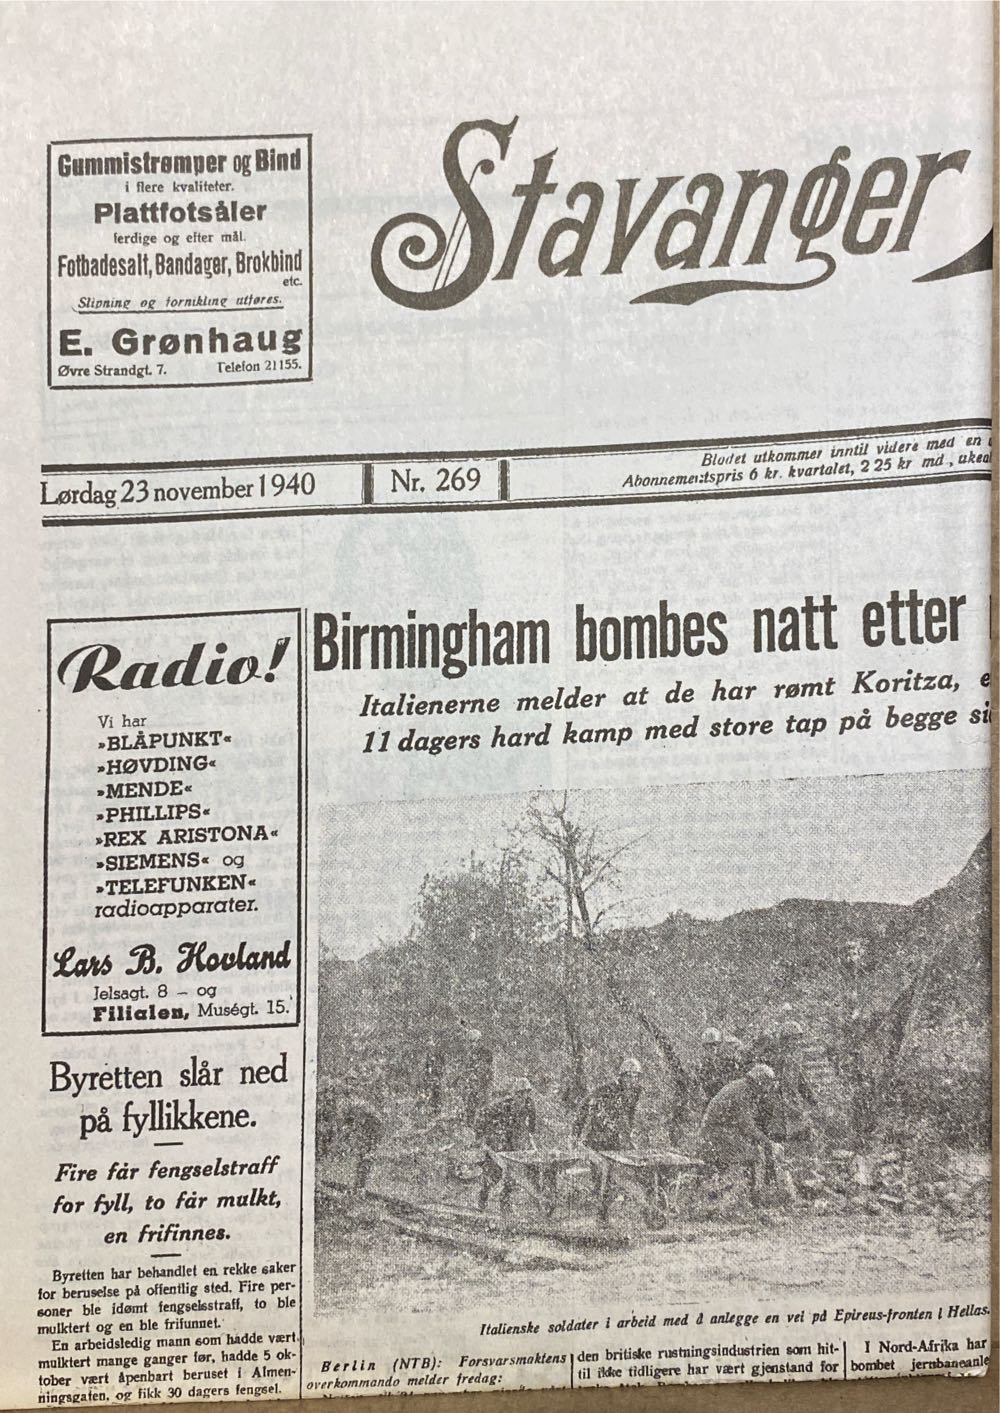 Gummistrømper og Bind
i flere kvaliteter.
Plattfotsåler
ferdige og efter mål.
Fotbadesalt, Bandager, Brokbind
etc.
Slipning og fornikling utføres.
E. Grønhaug
Øvre Strandgt. 7. Telefon 21155.
Stavanger
Lørdag 23 november 1940
Nr. 269
Bladet utkommer inntil videre med en
Abonnementspris 6 kr. kvartalet, 2 25 kr md.,
Radio!
Vi har
»BLÅPUNKT«
»HØVDING«
»MENDE«
»PHILLIPS«
»REX ARISTONA«
»SIEMENS« og
»TELEFUNKEN«
radioapparater.
Lars B. Hovland
Jelsagt. 8 — og
Filialen, Muségt. 15.
Birmingham bombes natt etter
Italienerne melder at de har rømt Koritza,
11 dagers hard kamp med store tap på begge
Italienske soldater i arbeid med å anlegge en vei på Epireus-fronten i Hellas.
Byretten slår ned
på fyllikkene.
Fire får fengselstraff
for fyll, to får mulkt,
en frifinnes.
Byretten har behandlet en rekke saker
for beruselse på offentlig sted. Fire per-
soner ble idømt fengselsstraff, to ble
mulktert og en ble frifunnet.
En arbeidsledig mann som hadde vært
mulktert mange ganger før, hadde 5 ok-
tober vært åpenbart beruset i Almen-
ningsgaten, og fikk 30 dagers fengsel.
Berlin (NTB): Forsvarsmaktens
overkommando melder fredag:
den britiske rustningsindustrien som hit-
til ikke tidligere har vært gjenstand for
I Nord-Afrika har
bombet